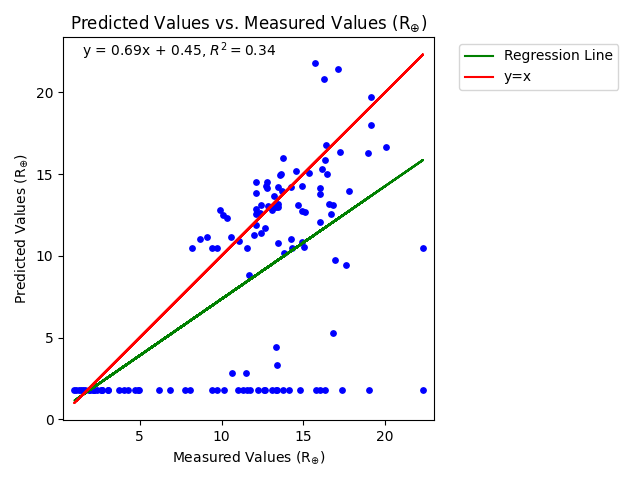 Predicted Values vs. Measured Values (R⊕)
y = 0.69x + 0.45, R² = 0.34
Regression Line
y=x
Predicted Values (R⊕)
20
15
10
5
0
5 10 15 20
Measured Values (R⊕)